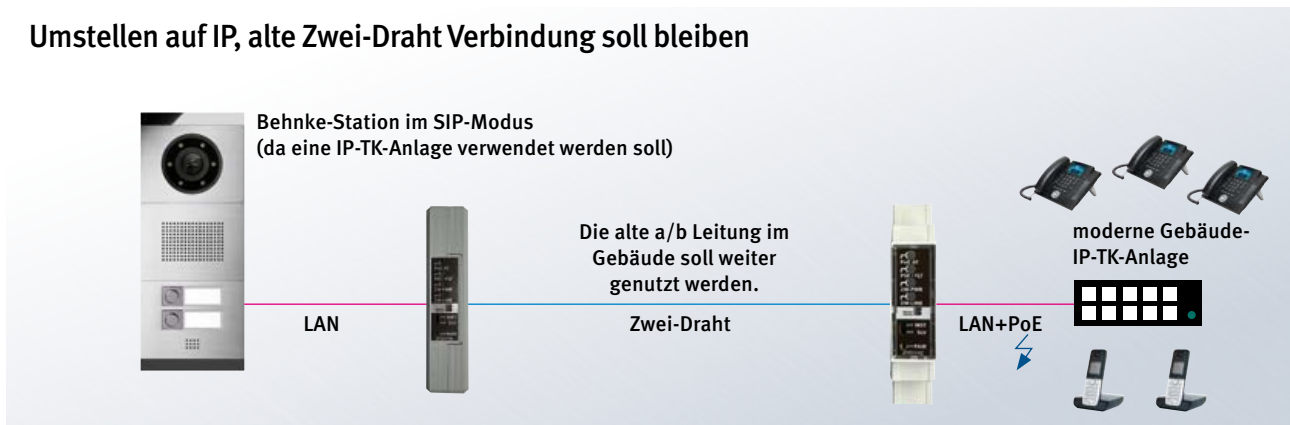 Umstellen auf IP, alte Zwei-Draht Verbindung soll bleiben
Behnke-Station im SIP-Modus
(da eine IP-TK-Anlage verwendet werden soll)
Die alte a/b Leitung im
Gebäude soll weiter
genutzt werden.
moderne Gebäude-
IP-TK-Anlage
LAN
Zwei-Draht
LAN+PoE